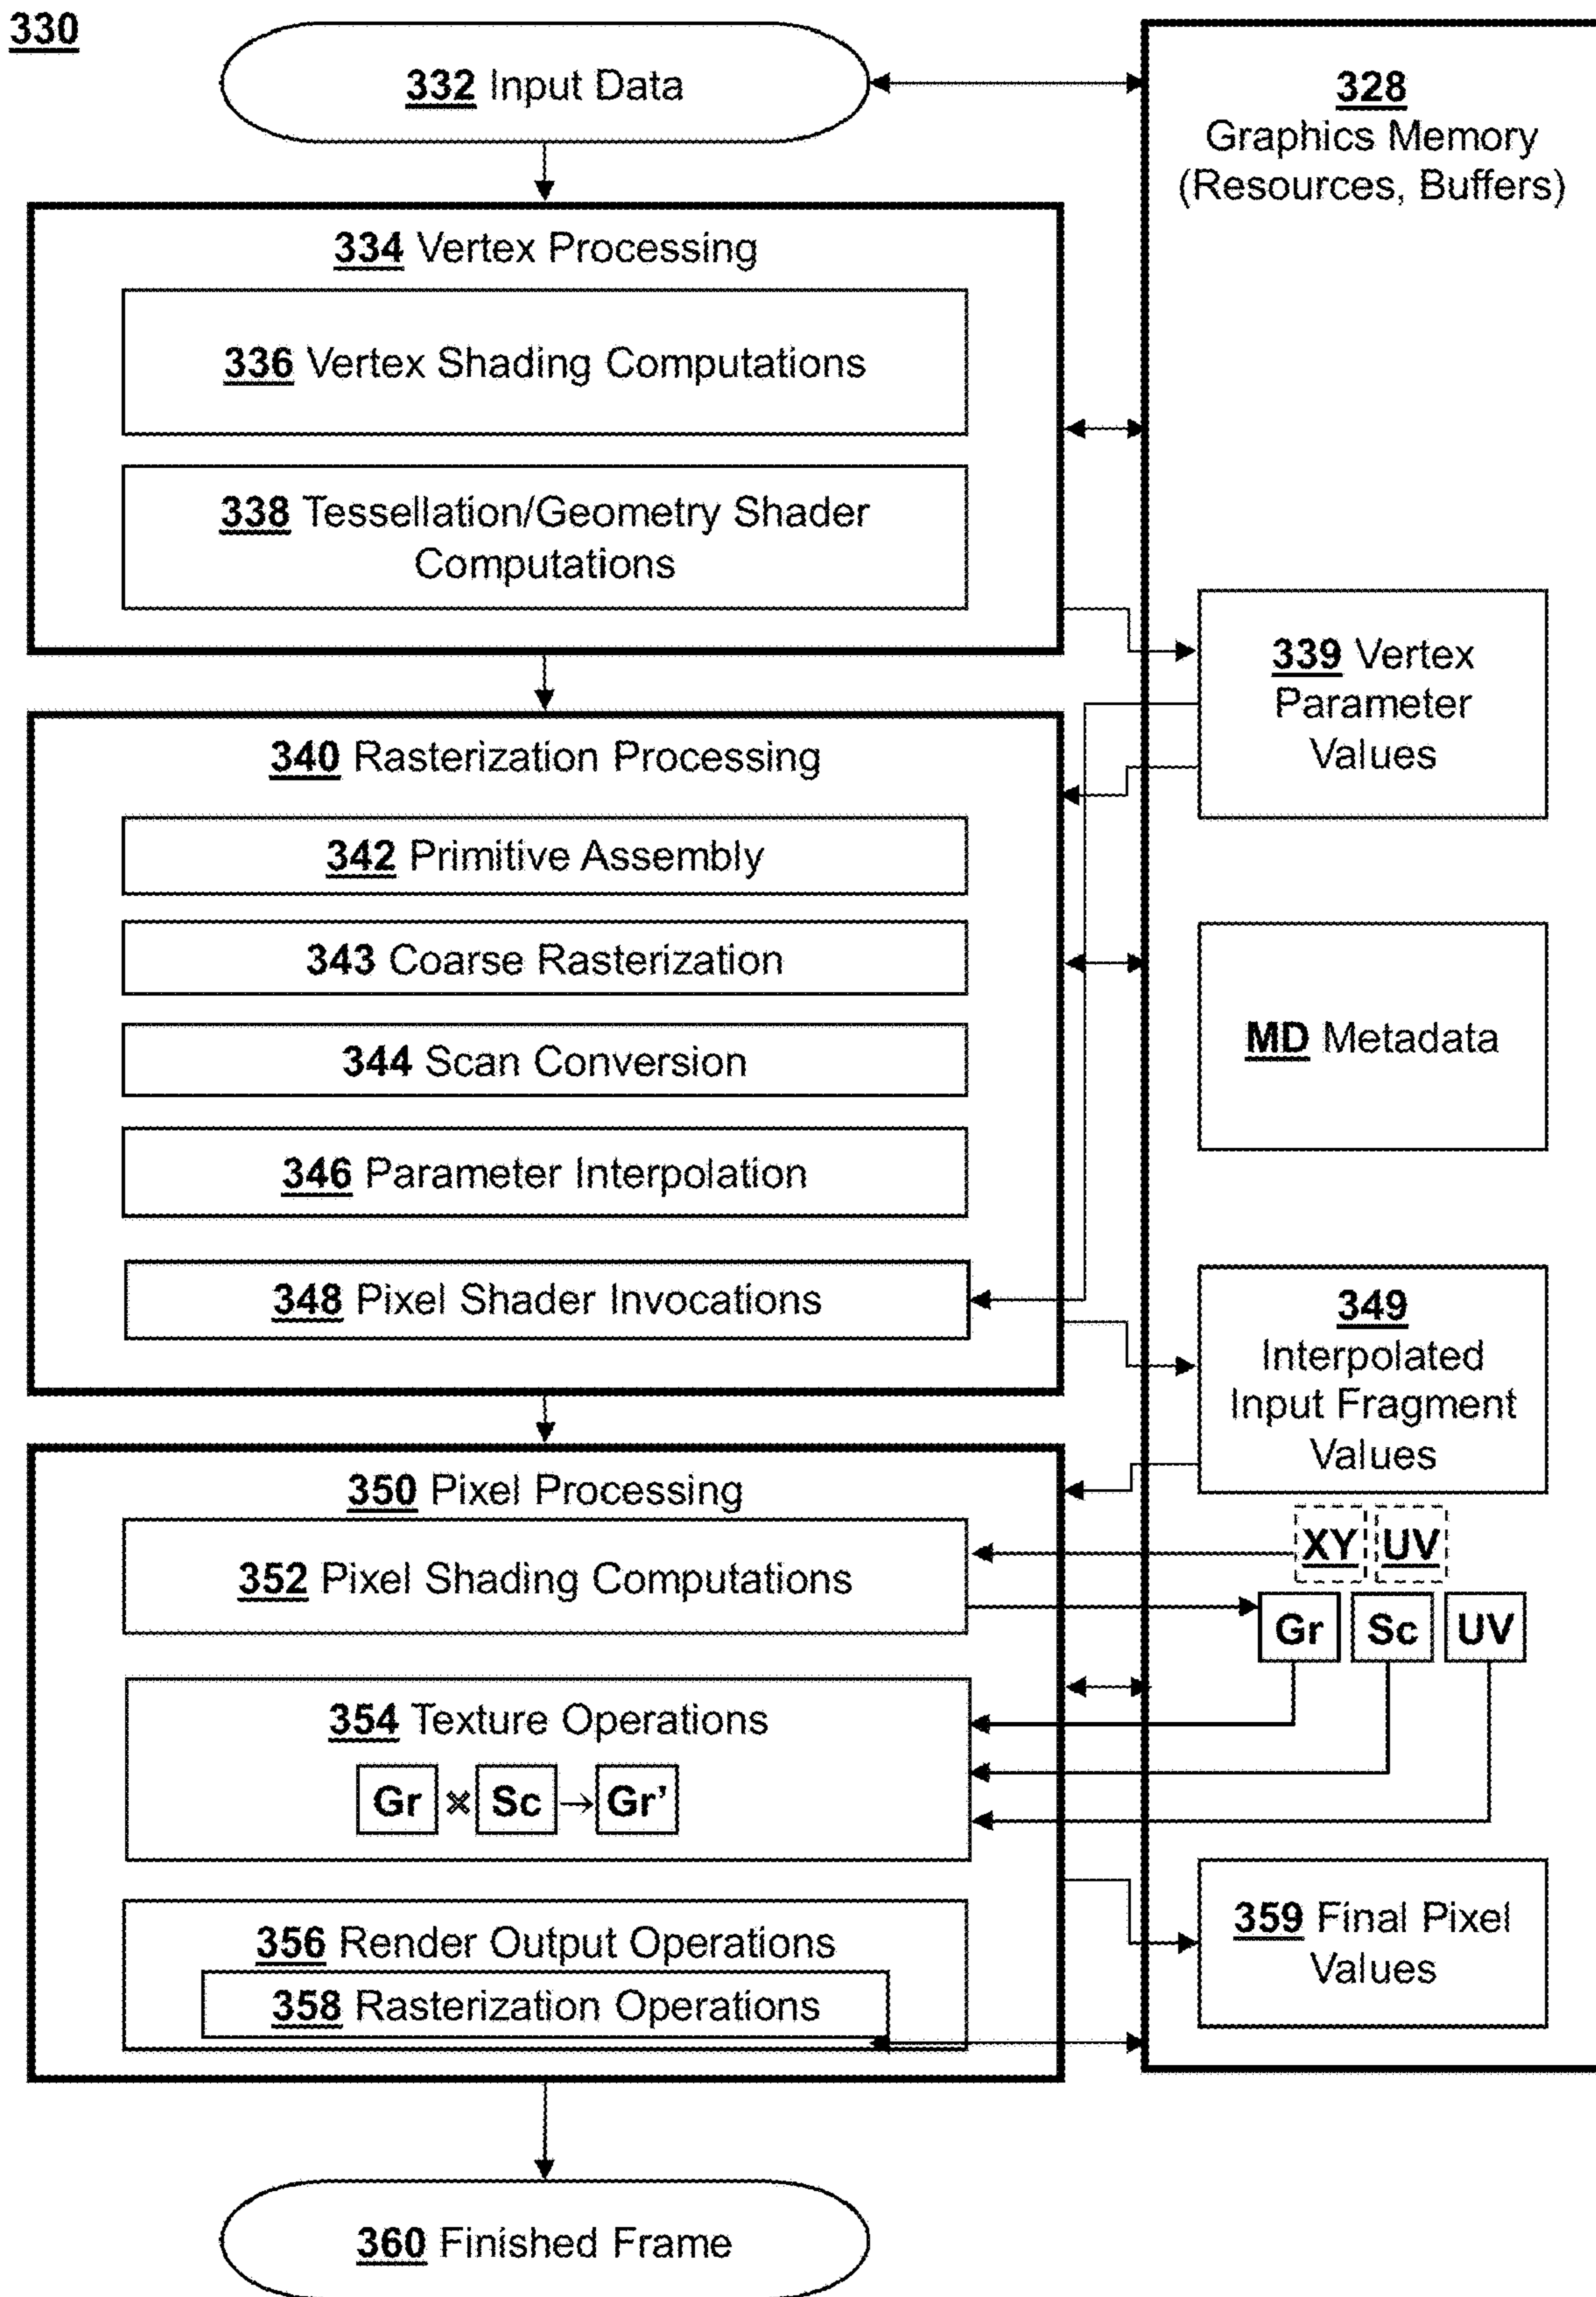 330
332 Input Data
328
Graphics Memory
(Resources, Buffers)
334 Vertex Processing
336 Vertex Shading Computations
338 Tessellation/Geometry Shader
Computations
339 Vertex
Parameter
Values
340 Rasterization Processing
342 Primitive Assembly
343 Coarse Rasterization
344 Scan Conversion
346 Parameter Interpolation
348 Pixel Shader Invocations
MD Metadata
349
Interpolated
Input Fragment
Values
350 Pixel Processing
352 Pixel Shading Computations
XY UV
Gr Sc UV
354 Texture Operations
Gr × Sc → Gr’
356 Render Output Operations
358 Rasterization Operations
359 Final Pixel
Values
360 Finished Frame